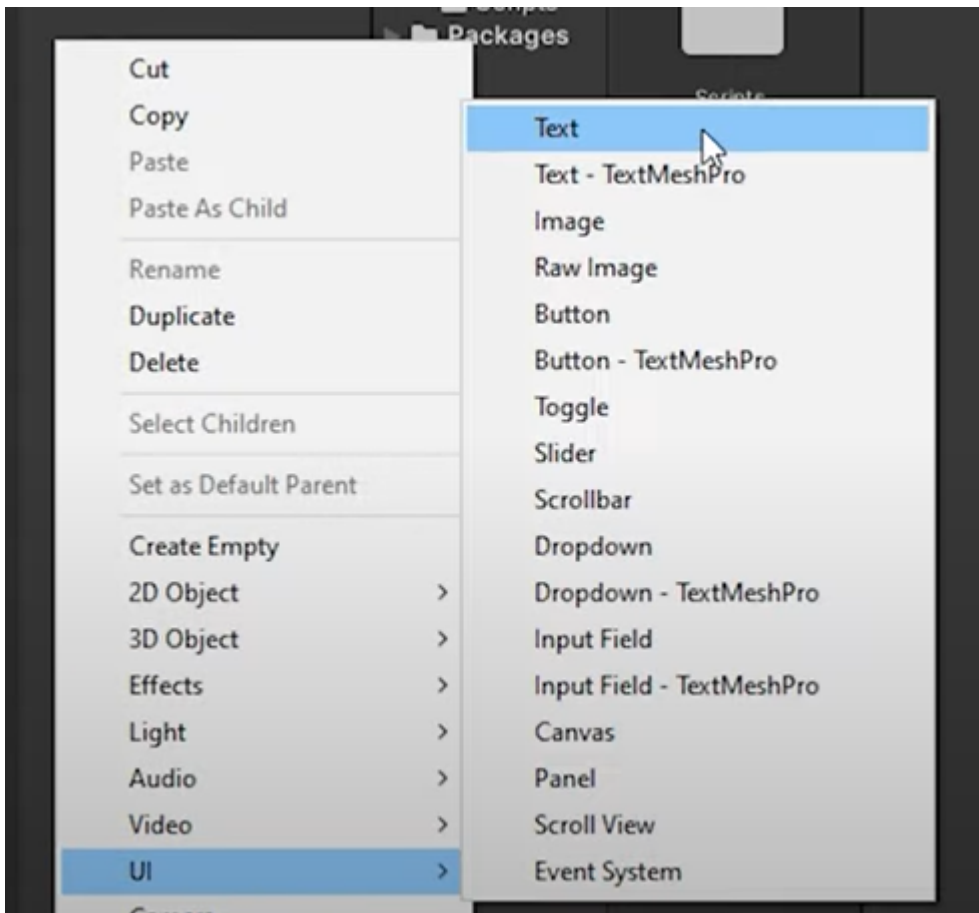 Packages
Cut
Copy
Paste
Paste As Child
Rename
Duplicate
Delete
Select Children
Set as Default Parent
Create Empty
2D Object
3D Object
Effects
Light
Audio
Video
UI
Scripts
Text
Text - TextMeshPro
Image
Raw Image
Button
Button - TextMeshPro
Toggle
Slider
Scrollbar
Dropdown
Dropdown - TextMeshPro
Input Field
Input Field - TextMeshPro
Canvas
Panel
Scroll View
Event System